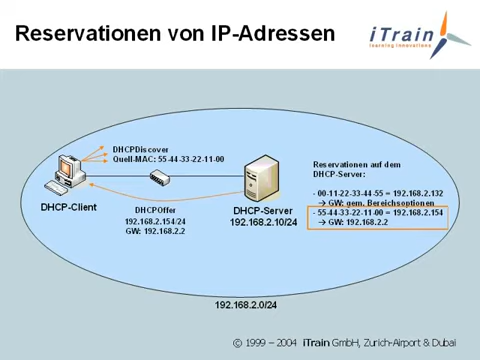 Reservationen von IP-Adressen
iTrain
learning innovations
DHCPDiscover
Quell-MAC: 55-44-33-22-11-00
Reservationen auf dem
DHCP-Server:
- 00-11-22-33-44-55 = 192.168.2.132
→ GW: gem. Bereichsoptionen
- 55-44-33-22-11-00 = 192.168.2.154
→ GW: 192.168.2.2
DHCP-Client
DHCPOffer
192.168.2.154/24
GW: 192.168.2.2
DHCP-Server
192.168.2.10/24
192.168.2.0/24
© 1999 – 2004 iTrain GmbH, Zurich-Airport & Dubai